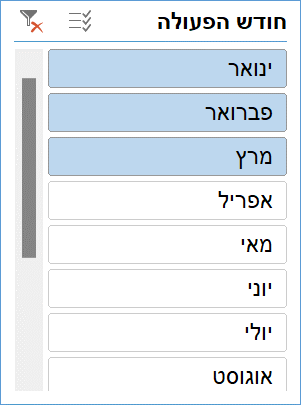 חודש הפעולה
ינואר
פברואר
מרץ
אפריל
מאי
יוני
יולי
אוגוסט